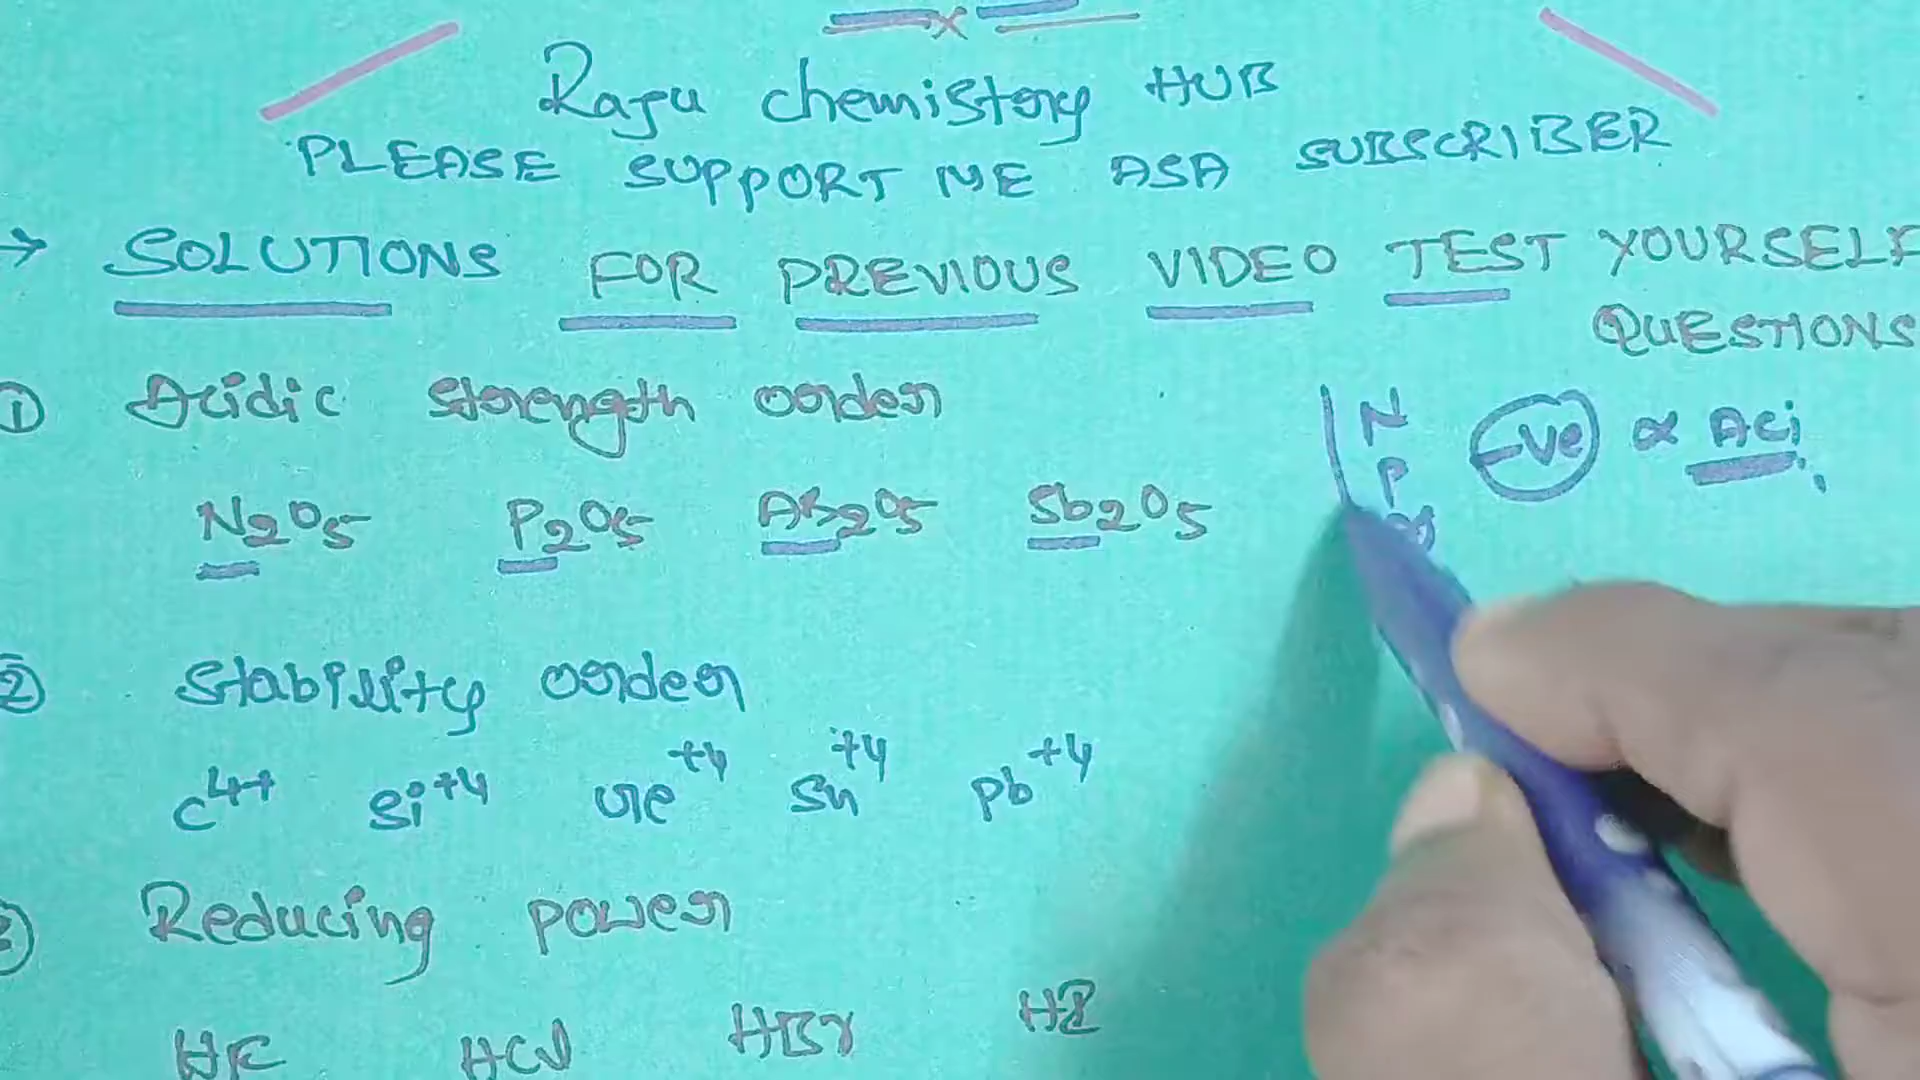 Raju chemistry HUB
PLEASE SUPPORT ME AS A SUBSCRIBER
→ SOLUTIONS FOR PREVIOUS VIDEO TEST YOURSELF
QUESTIONS
① Acidic strength order
N2O5 P2O5 As2O5 Sb2O5
N
P
-ve ∝ Aci
② Stability order
C4+ Si+4 Ge+4 Sn+4 Pb+4
Reducing power
HF HCl HBr HI